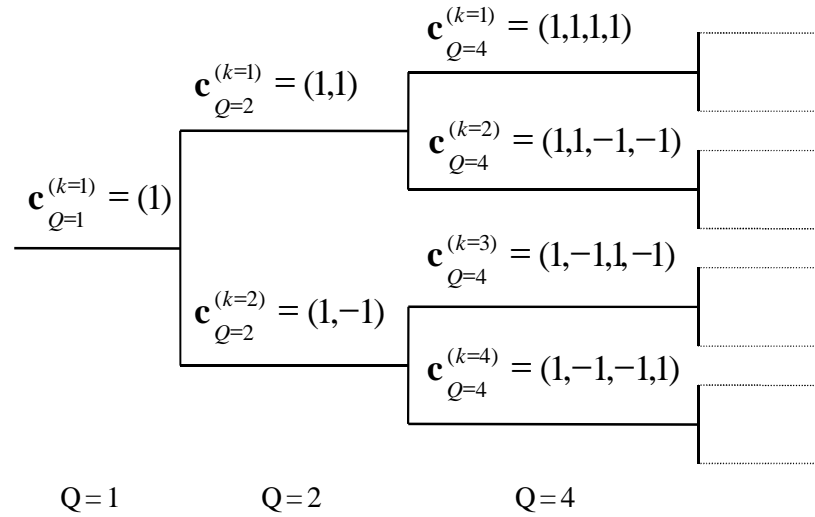 c_{Q=4}^{(k=1)} = (1,1,1,1)
c_{Q=2}^{(k=1)} = (1,1)
c_{Q=4}^{(k=2)} = (1,1,−1,−1)
c_{Q=1}^{(k=1)} = (1)
c_{Q=4}^{(k=3)} = (1,−1,1,−1)
c_{Q=2}^{(k=2)} = (1,−1)
c_{Q=4}^{(k=4)} = (1,−1,−1,1)
Q = 1 Q = 2 Q = 4